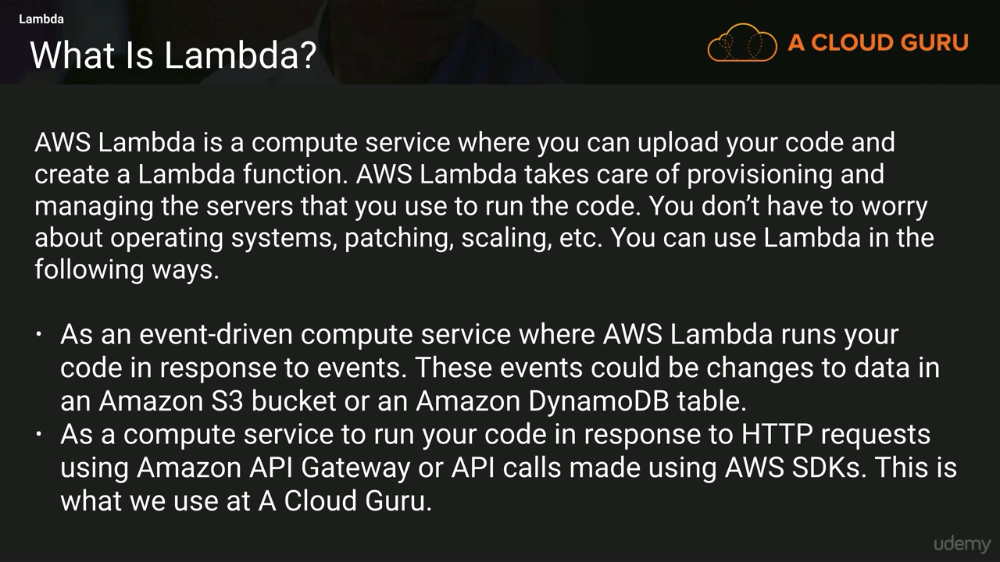 Lambda
What Is Lambda?
A CLOUD GURU
AWS Lambda is a compute service where you can upload your code and
create a Lambda function. AWS Lambda takes care of provisioning and
managing the servers that you use to run the code. You don’t have to worry
about operating systems, patching, scaling, etc. You can use Lambda in the
following ways.
• As an event-driven compute service where AWS Lambda runs your
code in response to events. These events could be changes to data in
an Amazon S3 bucket or an Amazon DynamoDB table.
• As a compute service to run your code in response to HTTP requests
using Amazon API Gateway or API calls made using AWS SDKs. This is
what we use at A Cloud Guru.
udemy